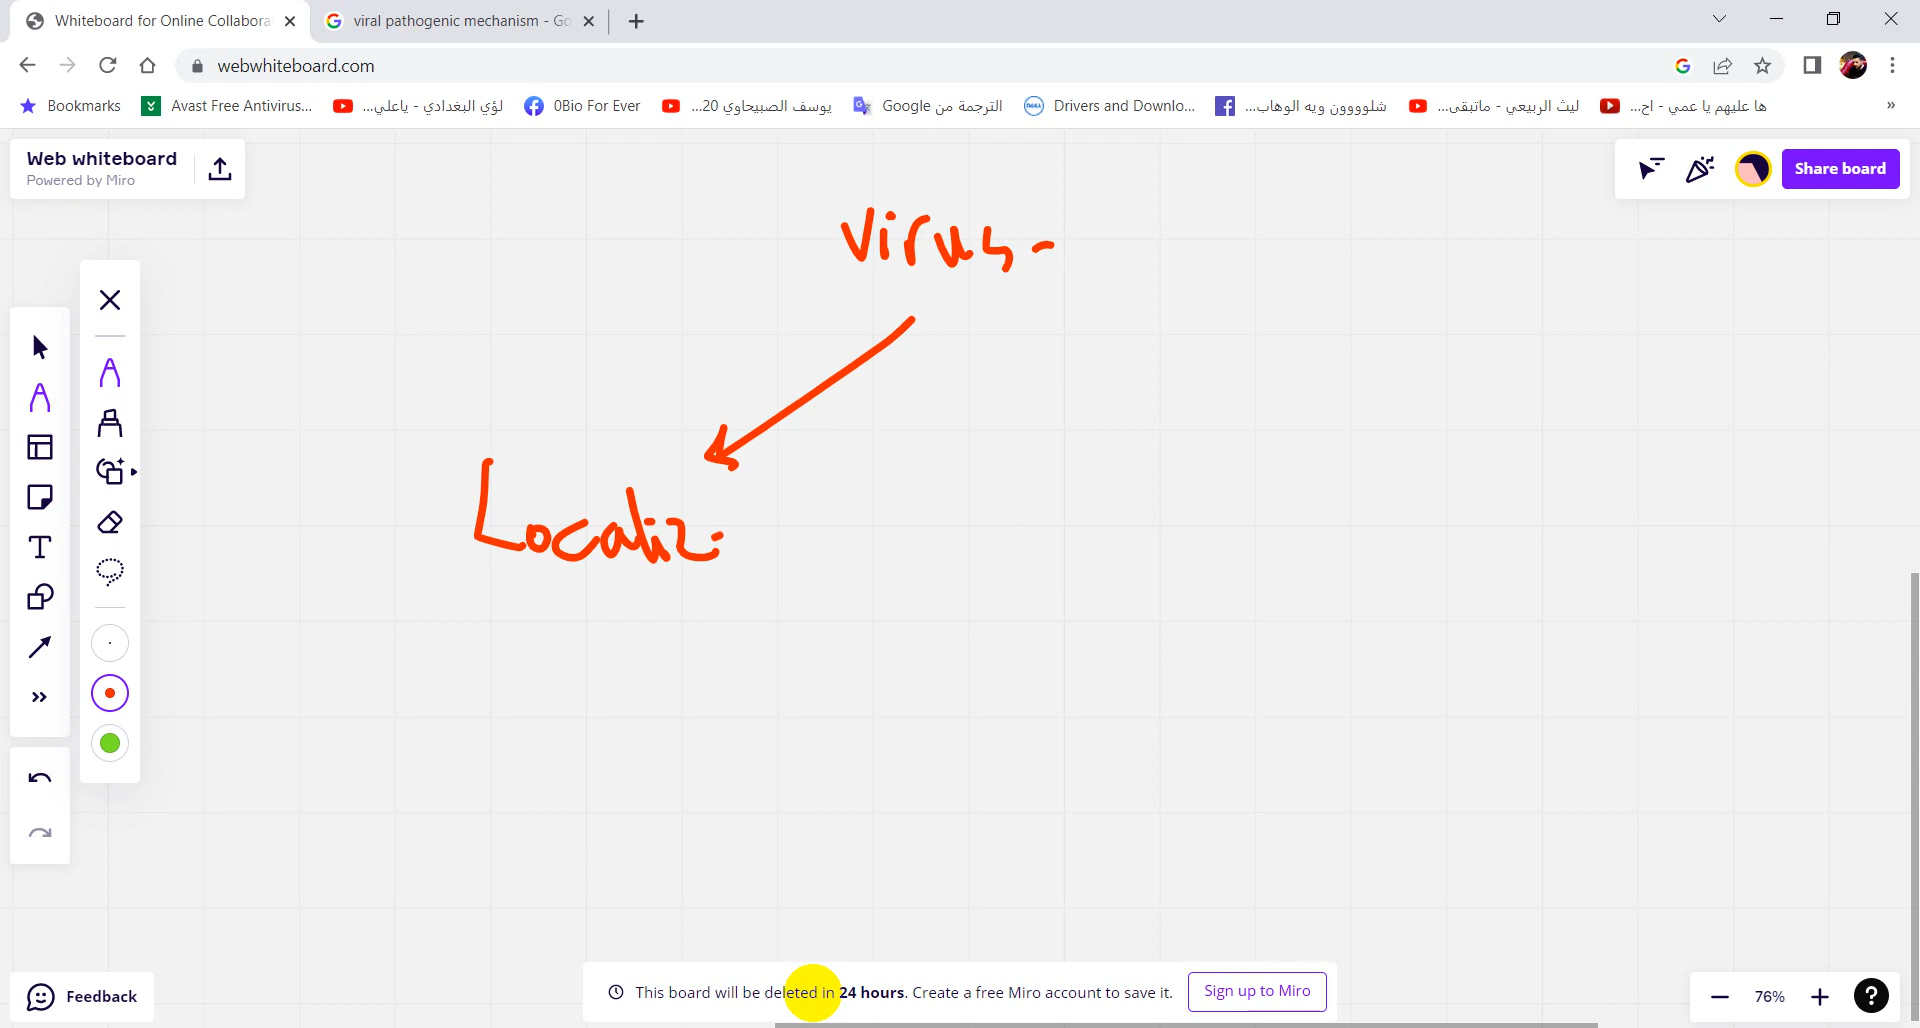 Whiteboard for Online Collabora
viral pathogenic mechanism - Go
webwhiteboard.com
Bookmarks
Avast Free Antivirus...
لؤي البغدادي - ياعلي...
0Bio For Ever
يوسف الصبيحاوي 20...
الترجمة من Google
Drivers and Downlo...
شلوووون ويه الوهاب...
ليث الربيعي - ماتبقى...
ها عليهم يا عمي - اح...
»
Web whiteboard
Powered by Miro
Share board
Virus -
Localiz.
T
This board will be deleted in 24 hours. Create a free Miro account to save it.
Sign up to Miro
Feedback
76%
?